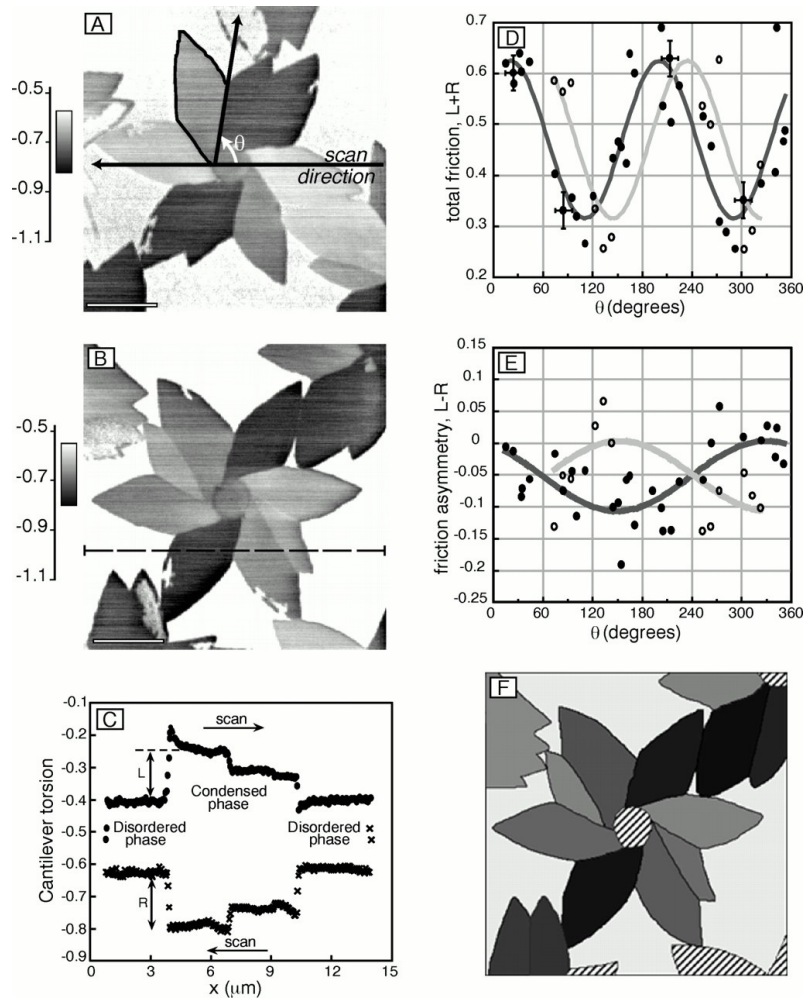 A
-0.5
-0.7
-0.9
-1.1
θ
scan
direction
B
-0.5
-0.7
-0.9
-1.1
C
Cantilever torsion
-0.1
-0.2
-0.3
-0.4
-0.5
-0.6
-0.7
-0.8
-0.9
scan
L
Condensed
phase
Disordered
phase
Disordered
phase
R
scan
0
3
6
9
12
15
x (μm)
D
total friction, L+R
0.7
0.6
0.5
0.4
0.3
0.2
0
60
120
180
240
300
360
θ (degrees)
E
friction asymmetry, L-R
0.15
0.1
0.05
0
-0.05
-0.1
-0.15
-0.2
-0.25
0
60
120
180
240
300
360
θ (degrees)
F